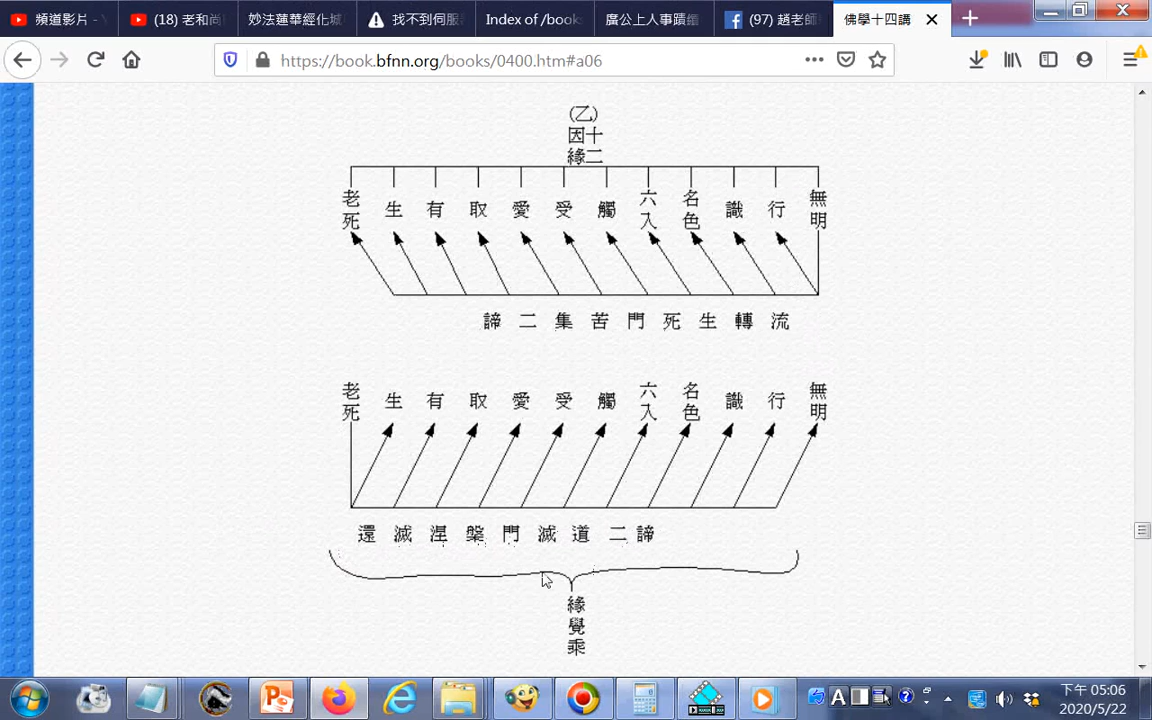 頻道影片 - Y
(18) 老和尚
妙法蓮華經化城
找不到伺服
Index of /book
廣公上人事蹟
(97) 趙老師
佛學十四講
https://book.bfnn.org/books/0400.htm#a06
(乙)
十二因緣
無明 行 識 名色 六入 觸 受 愛 取 有 生 老死
流轉生死門苦集二諦
無明 行 識 名色 六入 觸 受 愛 取 有 生 老死
還滅涅槃門滅道二諦
緣覺乘
下午 05:06
2020/5/22